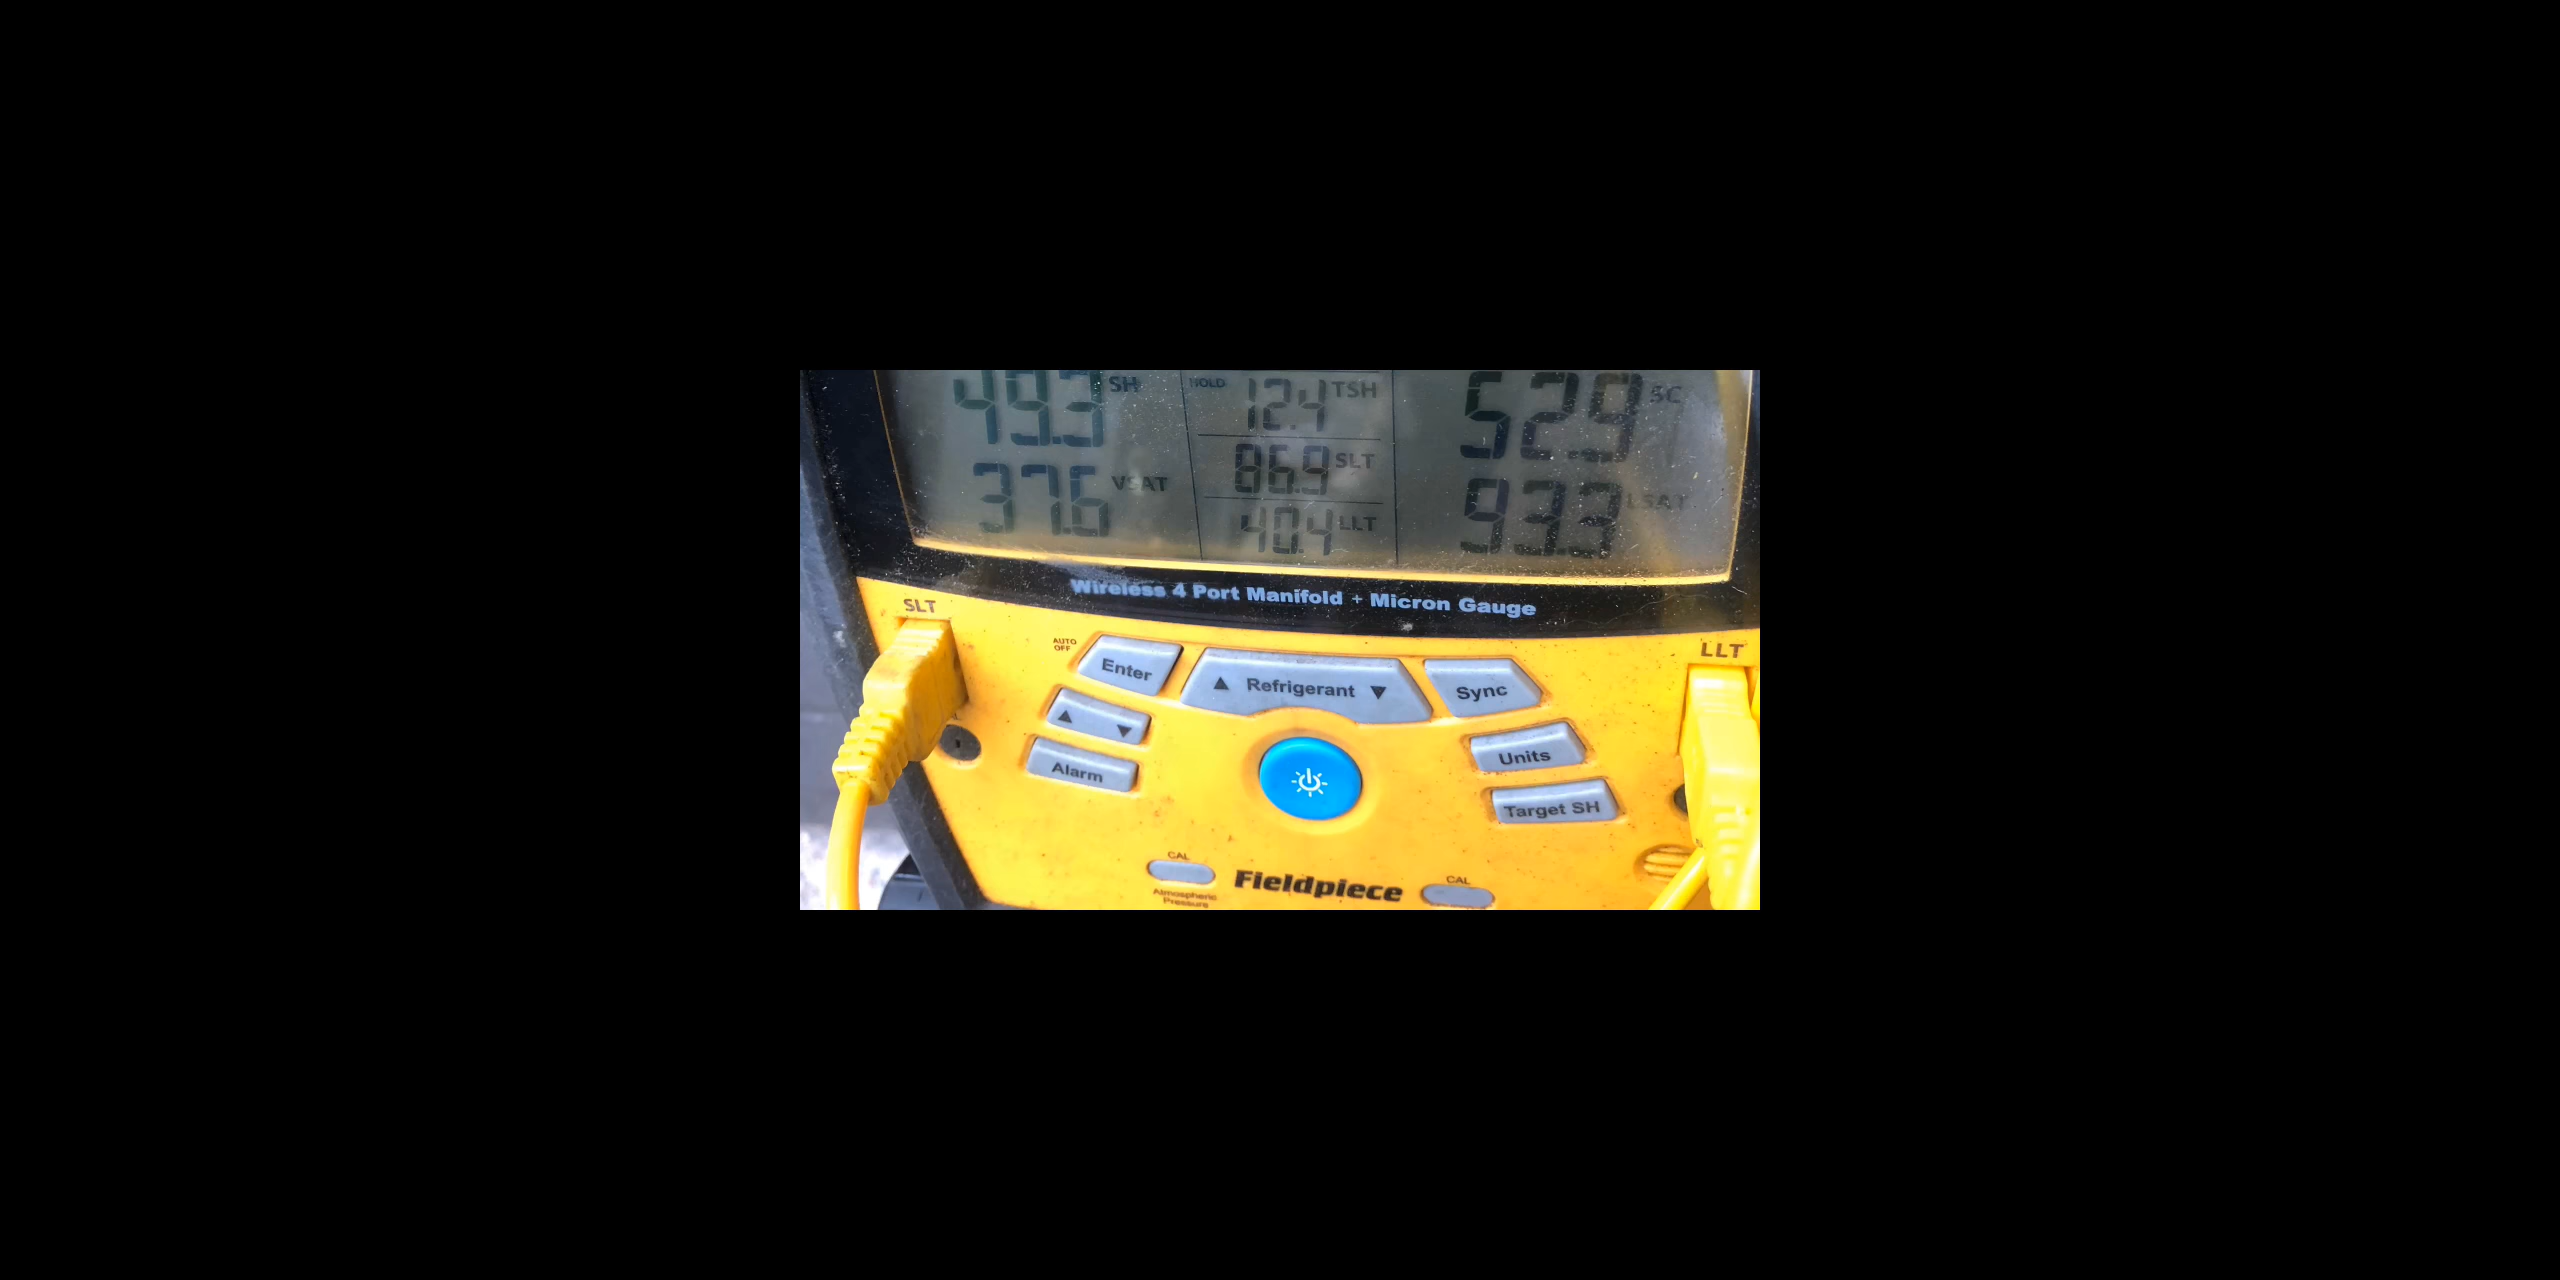 49.3 SH HOLD 12.4 TSH 52.9 SC
86.9 SLT
37.6 VSAT 93.3 LSAT
40.4 LLT
Wireless 4 Port Manifold + Micron Gauge
SLT
LLT
AUTO OFF
Enter
▲ Refrigerant ▼
Sync
▲ ▼
Units
Alarm
Target SH
CAL
Atmospheric
Pressure
Fieldpiece
CAL